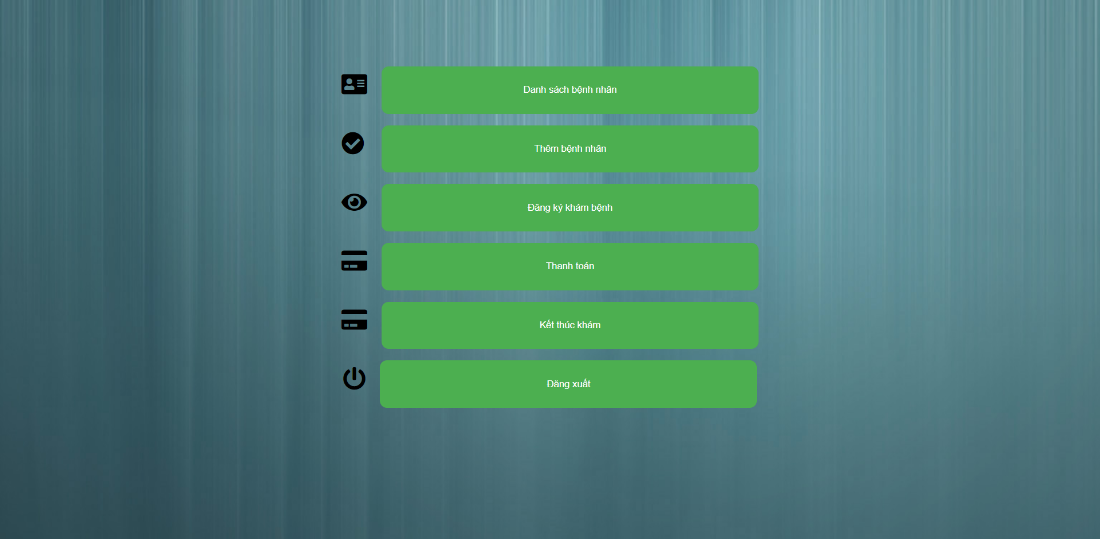 Danh sách bệnh nhân
Thêm bệnh nhân
Đăng ký khám bệnh
Thanh toán
Kết thúc khám
Đăng xuất